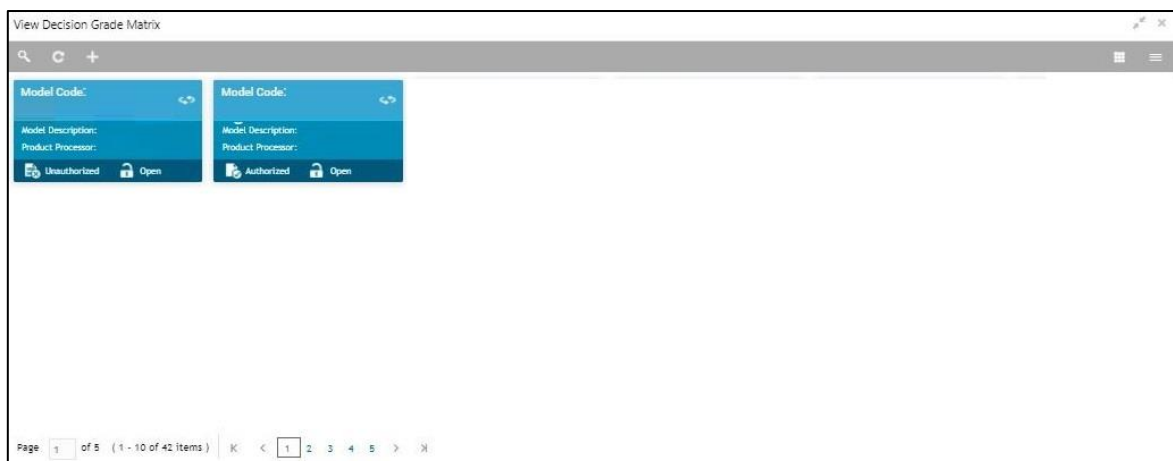 View Decision Grade Matrix
Model Code:
Model Description:
Product Processor:
Unauthorized Open
Model Code:
Model Description:
Product Processor:
Authorized Open
Page 1 of 5 ( 1 - 10 of 42 items ) K < 1 2 3 4 5 > >|